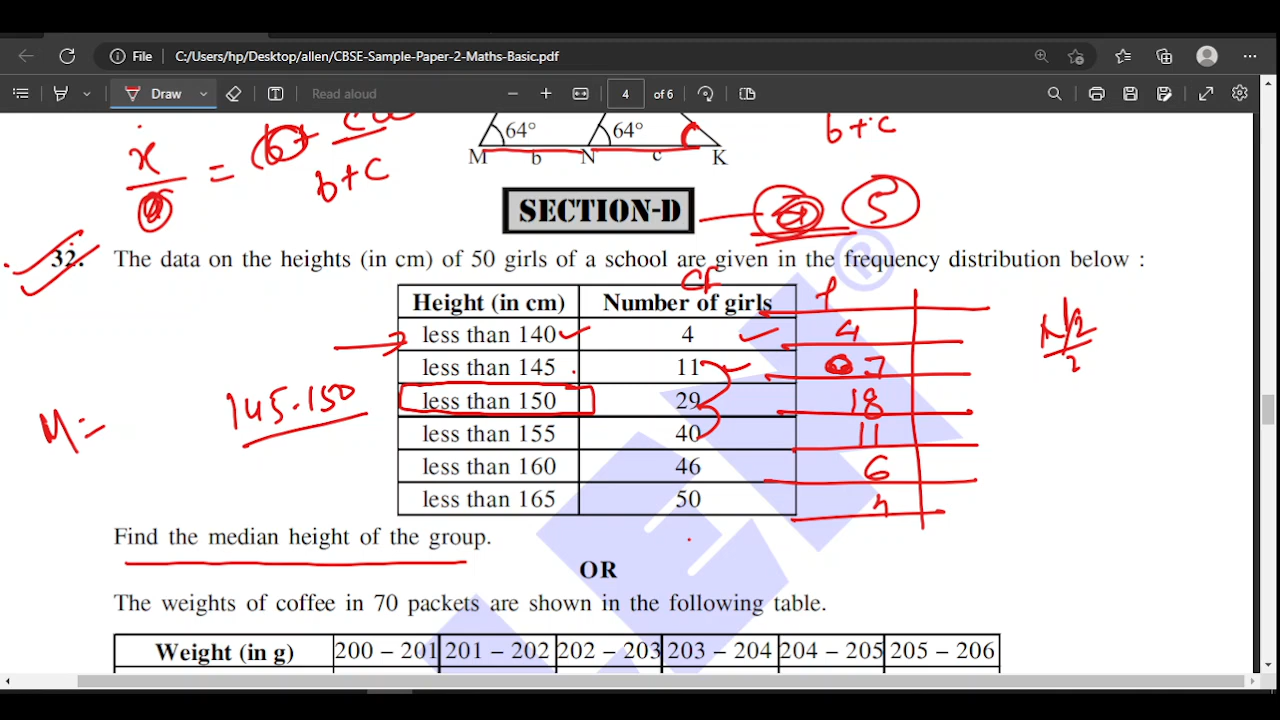 File C:/Users/hp/Desktop/allen/CBSE-Sample-Paper-2-Maths-Basic.pdf
Draw Read aloud 4 of 6
64° 64°
M b N c K
b+c
= b+c
SECTION-D
5
32. The data on the heights (in cm) of 50 girls of a school are given in the frequency distribution below :
CF
Height (in cm) Number of girls f
less than 140 4 4
less than 145 11 7
less than 150 29 18
less than 155 40 11
less than 160 46 6
less than 165 50 4
N/2
145-150
M=
Find the median height of the group.
OR
The weights of coffee in 70 packets are shown in the following table.
Weight (in g) 200 – 201 201 – 202 202 – 203 203 – 204 204 – 205 205 – 206